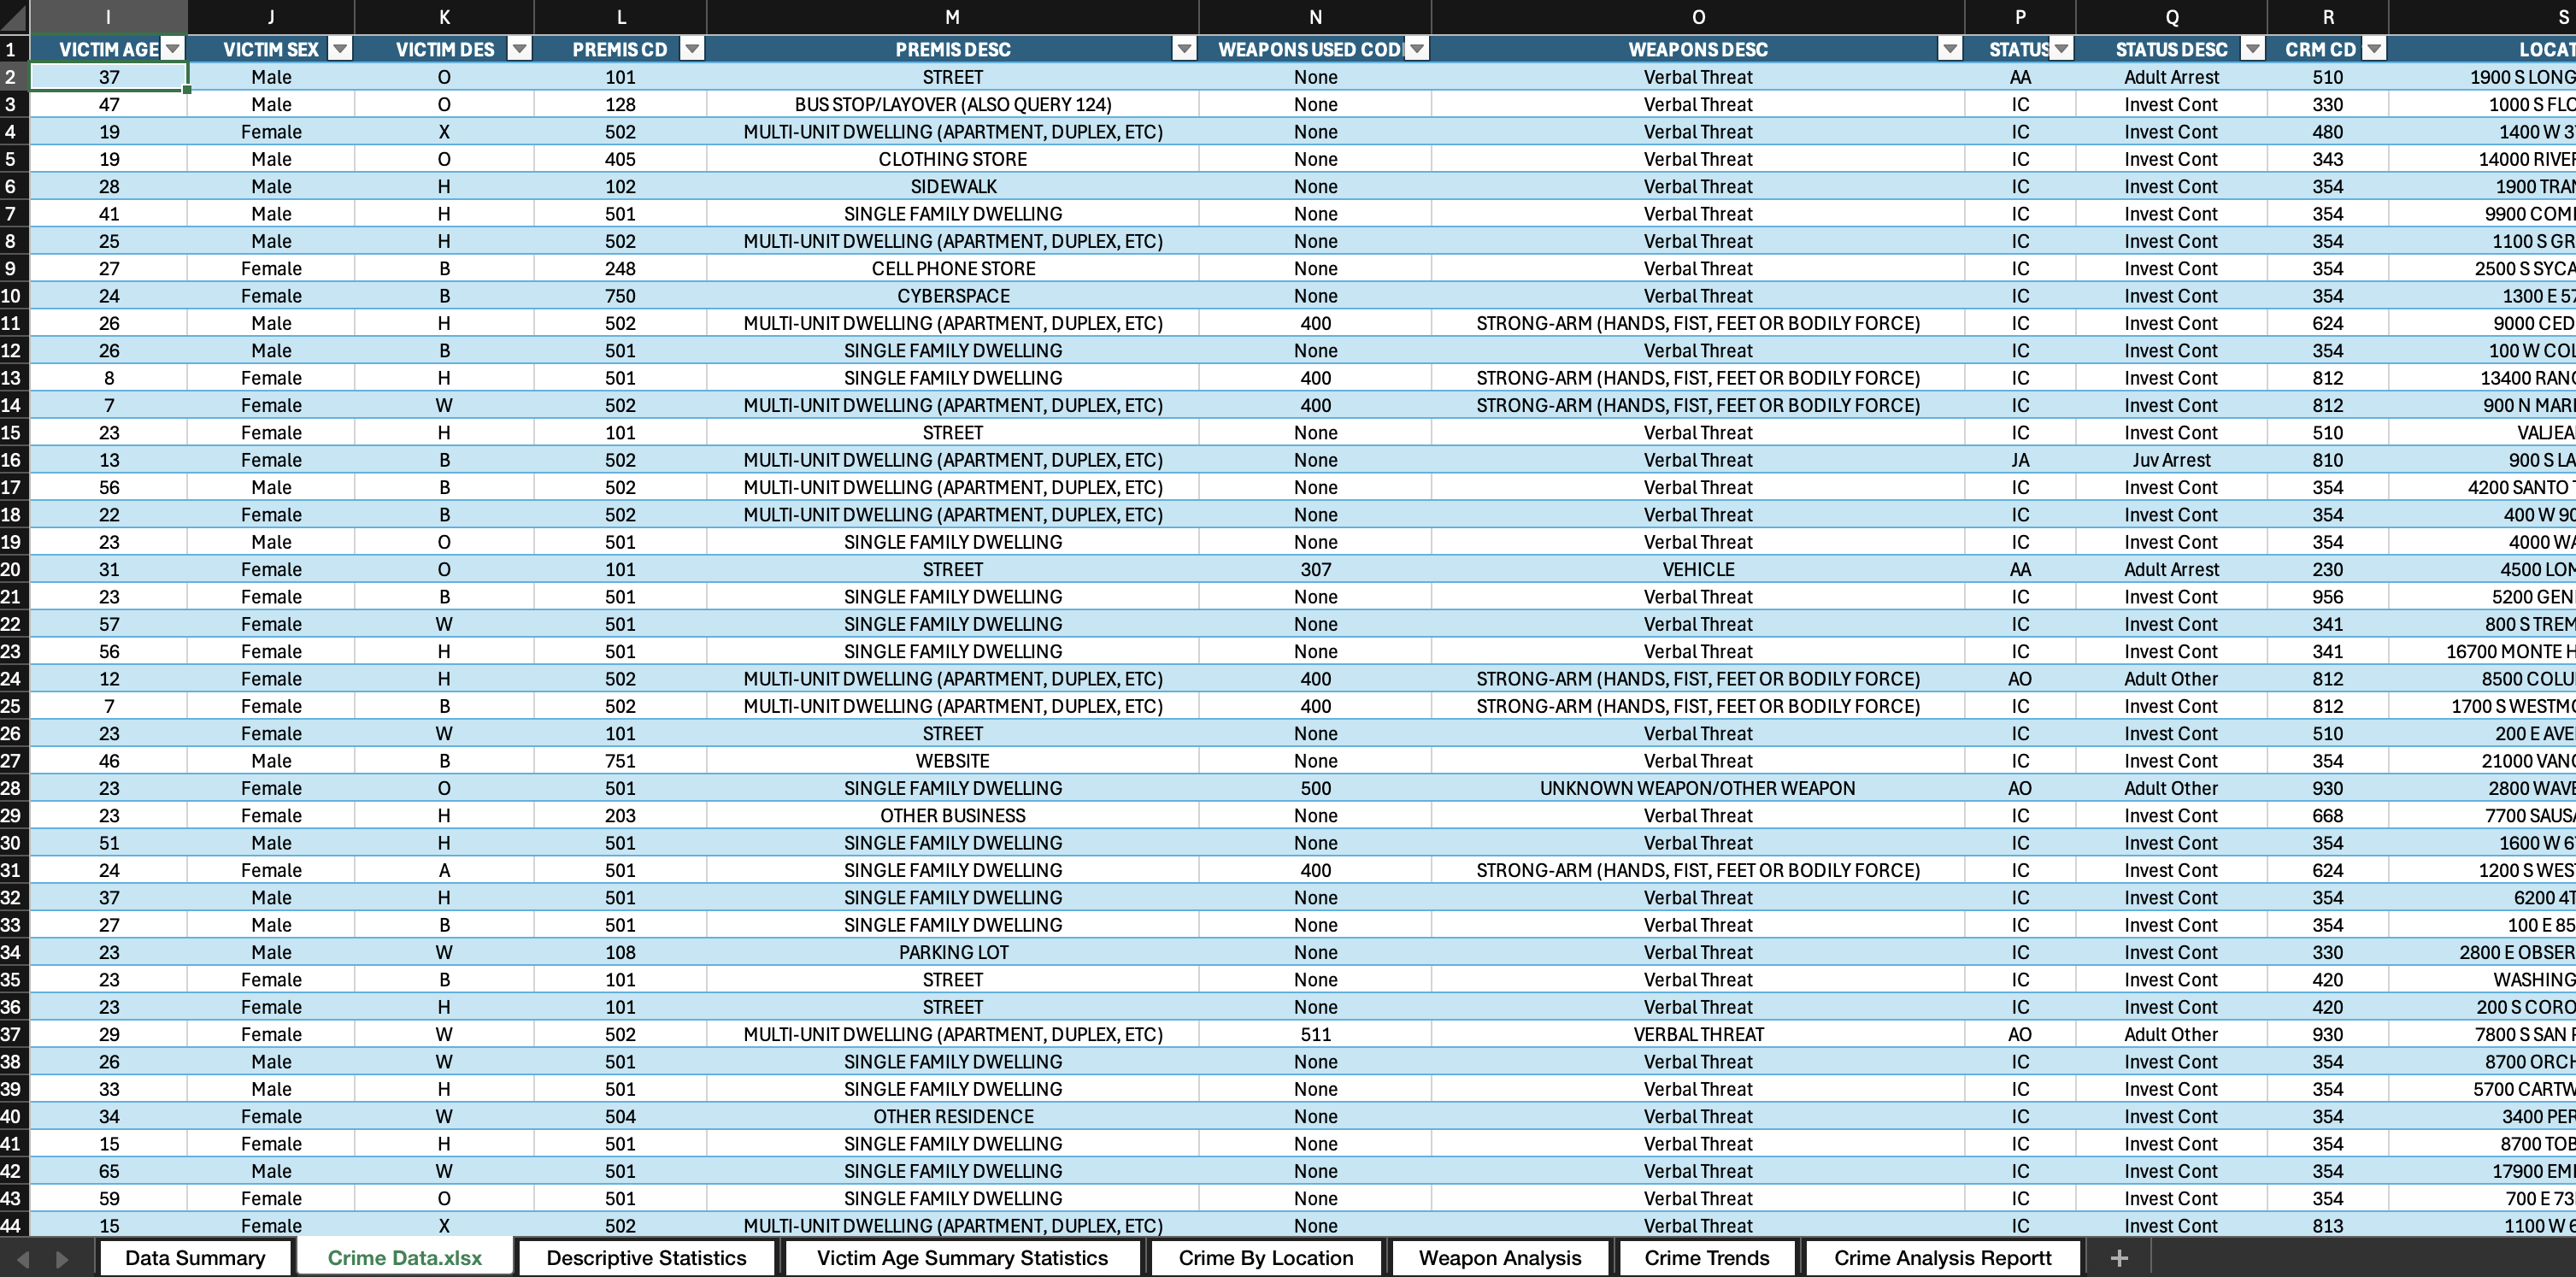 I J K L M N O P Q R S
1 VICTIM AGE VICTIM SEX VICTIM DES PREMIS CD PREMIS DESC WEAPONS USED COD WEAPONS DESC STATUS STATUS DESC CRM CD LOCAT
2 37 Male O 101 STREET None Verbal Threat AA Adult Arrest 510 1900 S LONG
3 47 Male O 128 BUS STOP/LAYOVER (ALSO QUERY 124) None Verbal Threat IC Invest Cont 330 1000 S FLO
4 19 Female X 502 MULTI-UNIT DWELLING (APARTMENT, DUPLEX, ETC) None Verbal Threat IC Invest Cont 480 1400 W 3
5 19 Male O 405 CLOTHING STORE None Verbal Threat IC Invest Cont 343 14000 RIVER
6 28 Male H 102 SIDEWALK None Verbal Threat IC Invest Cont 354 1900 TRAN
7 41 Male H 501 SINGLE FAMILY DWELLING None Verbal Threat IC Invest Cont 354 9900 COM
8 25 Male H 502 MULTI-UNIT DWELLING (APARTMENT, DUPLEX, ETC) None Verbal Threat IC Invest Cont 354 1100 S GR
9 27 Female B 248 CELL PHONE STORE None Verbal Threat IC Invest Cont 354 2500 S SYCA
10 24 Female B 750 CYBERSPACE None Verbal Threat IC Invest Cont 354 1300 E 57
11 26 Male H 502 MULTI-UNIT DWELLING (APARTMENT, DUPLEX, ETC) 400 STRONG-ARM (HANDS, FIST, FEET OR BODILY FORCE) IC Invest Cont 624 9000 CED
12 26 Male B 501 SINGLE FAMILY DWELLING None Verbal Threat IC Invest Cont 354 100 W COL
13 8 Female H 501 SINGLE FAMILY DWELLING 400 STRONG-ARM (HANDS, FIST, FEET OR BODILY FORCE) IC Invest Cont 812 13400 RANG
14 7 Female W 502 MULTI-UNIT DWELLING (APARTMENT, DUPLEX, ETC) 400 STRONG-ARM (HANDS, FIST, FEET OR BODILY FORCE) IC Invest Cont 812 900 N MAR
15 23 Female H 101 STREET None Verbal Threat IC Invest Cont 510 VALJEA
16 13 Female B 502 MULTI-UNIT DWELLING (APARTMENT, DUPLEX, ETC) None Verbal Threat JA Juv Arrest 810 900 S LA
17 56 Male B 502 MULTI-UNIT DWELLING (APARTMENT, DUPLEX, ETC) None Verbal Threat IC Invest Cont 354 4200 SANTO T
18 22 Female B 502 MULTI-UNIT DWELLING (APARTMENT, DUPLEX, ETC) None Verbal Threat IC Invest Cont 354 400 W 90
19 23 Male O 501 SINGLE FAMILY DWELLING None Verbal Threat IC Invest Cont 354 4000 WA
20 31 Female O 101 STREET 307 VEHICLE AA Adult Arrest 230 4500 LOM
21 23 Female B 501 SINGLE FAMILY DWELLING None Verbal Threat IC Invest Cont 956 5200 GEN
22 57 Female W 501 SINGLE FAMILY DWELLING None Verbal Threat IC Invest Cont 341 800 S TREM
23 56 Female H 501 SINGLE FAMILY DWELLING None Verbal Threat IC Invest Cont 341 16700 MONTE H
24 12 Female H 502 MULTI-UNIT DWELLING (APARTMENT, DUPLEX, ETC) 400 STRONG-ARM (HANDS, FIST, FEET OR BODILY FORCE) AO Adult Other 812 8500 COLU
25 7 Female B 502 MULTI-UNIT DWELLING (APARTMENT, DUPLEX, ETC) 400 STRONG-ARM (HANDS, FIST, FEET OR BODILY FORCE) IC Invest Cont 812 1700 S WESTMO
26 23 Female W 101 STREET None Verbal Threat IC Invest Cont 510 200 E AVE
27 46 Male B 751 WEBSITE None Verbal Threat IC Invest Cont 354 21000 VANO
28 23 Female O 501 SINGLE FAMILY DWELLING 500 UNKNOWN WEAPON/OTHER WEAPON AO Adult Other 930 2800 WAVE
29 23 Female H 203 OTHER BUSINESS None Verbal Threat IC Invest Cont 668 7700 SAUSA
30 51 Male H 501 SINGLE FAMILY DWELLING None Verbal Threat IC Invest Cont 354 1600 W 6
31 24 Female A 501 SINGLE FAMILY DWELLING 400 STRONG-ARM (HANDS, FIST, FEET OR BODILY FORCE) IC Invest Cont 624 1200 S WES
32 37 Male H 501 SINGLE FAMILY DWELLING None Verbal Threat IC Invest Cont 354 6200 4T
33 27 Male B 501 SINGLE FAMILY DWELLING None Verbal Threat IC Invest Cont 354 100 E 85
34 23 Male W 108 PARKING LOT None Verbal Threat IC Invest Cont 330 2800 E OBSER
35 23 Female B 101 STREET None Verbal Threat IC Invest Cont 420 WASHING
36 23 Female H 101 STREET None Verbal Threat IC Invest Cont 420 200 S CORO
37 29 Female W 502 MULTI-UNIT DWELLING (APARTMENT, DUPLEX, ETC) 511 VERBAL THREAT AO Adult Other 930 7800 S SAN
38 26 Male W 501 SINGLE FAMILY DWELLING None Verbal Threat IC Invest Cont 354 8700 ORCH
39 33 Male H 501 SINGLE FAMILY DWELLING None Verbal Threat IC Invest Cont 354 5700 CARTW
40 34 Female W 504 OTHER RESIDENCE None Verbal Threat IC Invest Cont 354 3400 PER
41 15 Female H 501 SINGLE FAMILY DWELLING None Verbal Threat IC Invest Cont 354 8700 TOB
42 65 Male W 501 SINGLE FAMILY DWELLING None Verbal Threat IC Invest Cont 354 17900 EM
43 59 Female O 501 SINGLE FAMILY DWELLING None Verbal Threat IC Invest Cont 354 700 E 73
44 15 Female X 502 MULTI-UNIT DWELLING (APARTMENT, DUPLEX, ETC) None Verbal Threat IC Invest Cont 813 1100 W 6
Data Summary Crime Data.xlsx Descriptive Statistics Victim Age Summary Statistics Crime By Location Weapon Analysis Crime Trends Crime Analysis Reportt +